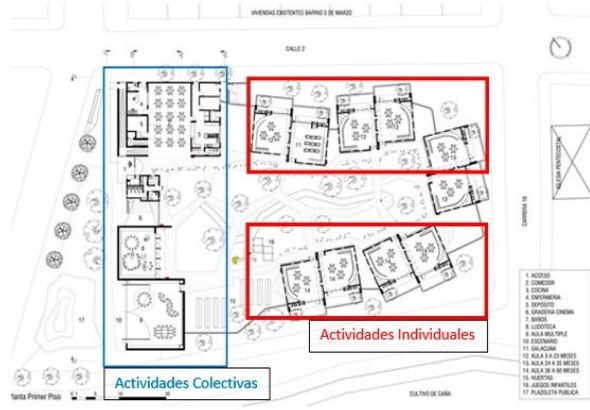 VIVIENDAS EXISTENTES BARRIO 3 DE MARZO
CALLE 2
CARRERA 16
IGLESIA PENTECOSTAL
1. ACCESO
2. COMEDOR
3. COCINA
4. ENFERMERIA
5. DEPOSITO
6. GRADERIA CINEMA
7. BAÑOS
8. LUDOTECA
9. AULA MULTIPLE
10. ESCENARIO
11. SALACUNA
12. AULA 5 A 23 MESES
13. AULA 24 A 35 MESES
14. AULA 36 A 60 MESES
15. HUERTAS
16. JUEGOS INFANTILES
17. PLAZOLETA PUBLICA
Actividades Individuales
Actividades Colectivas
CULTIVO DE CAÑA
Planta Primer Piso